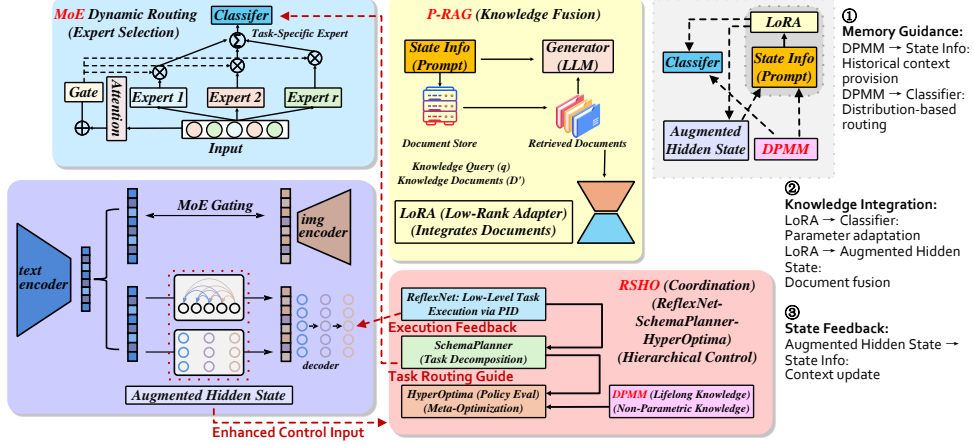 MoE Dynamic Routing
(Expert Selection)
Classifer
Task-Specific Expert
Gate
Attention
Expert 1
Expert 2
Expert r
Input
P-RAG (Knowledge Fusion)
State Info
(Prompt)
Generator
(LLM)
Document Store
Retrieved Documents
Knowledge Query (q)
Knowledge Documents (D')
LoRA (Low-Rank Adapter)
(Integrates Documents)
LoRA
Classifer
State Info
(Prompt)
Augmented
Hidden State
DPMM
①
Memory Guidance:
DPMM → State Info:
Historical context
provision
DPMM → Classifier:
Distribution-based
routing
②
Knowledge Integration:
LoRA → Classifier:
Parameter adaptation
LoRA → Augmented Hidden
State:
Document fusion
③
State Feedback:
Augmented Hidden State →
State Info:
Context update
text
encoder
MoE Gating
img
encoder
decoder
Augmented Hidden State
RSHO (Coordination)
(ReflexNet-
SchemaPlanner-
HyperOptima)
(Hierarchical Control)
ReflexNet: Low-Level Task
Execution via PID
Execution Feedback
SchemaPlanner
(Task Decomposition)
Task Routing Guide
HyperOptima (Policy Eval)
(Meta-Optimization)
DPMM (Lifelong Knowledge)
(Non-Parametric Knowledge)
Enhanced Control Input